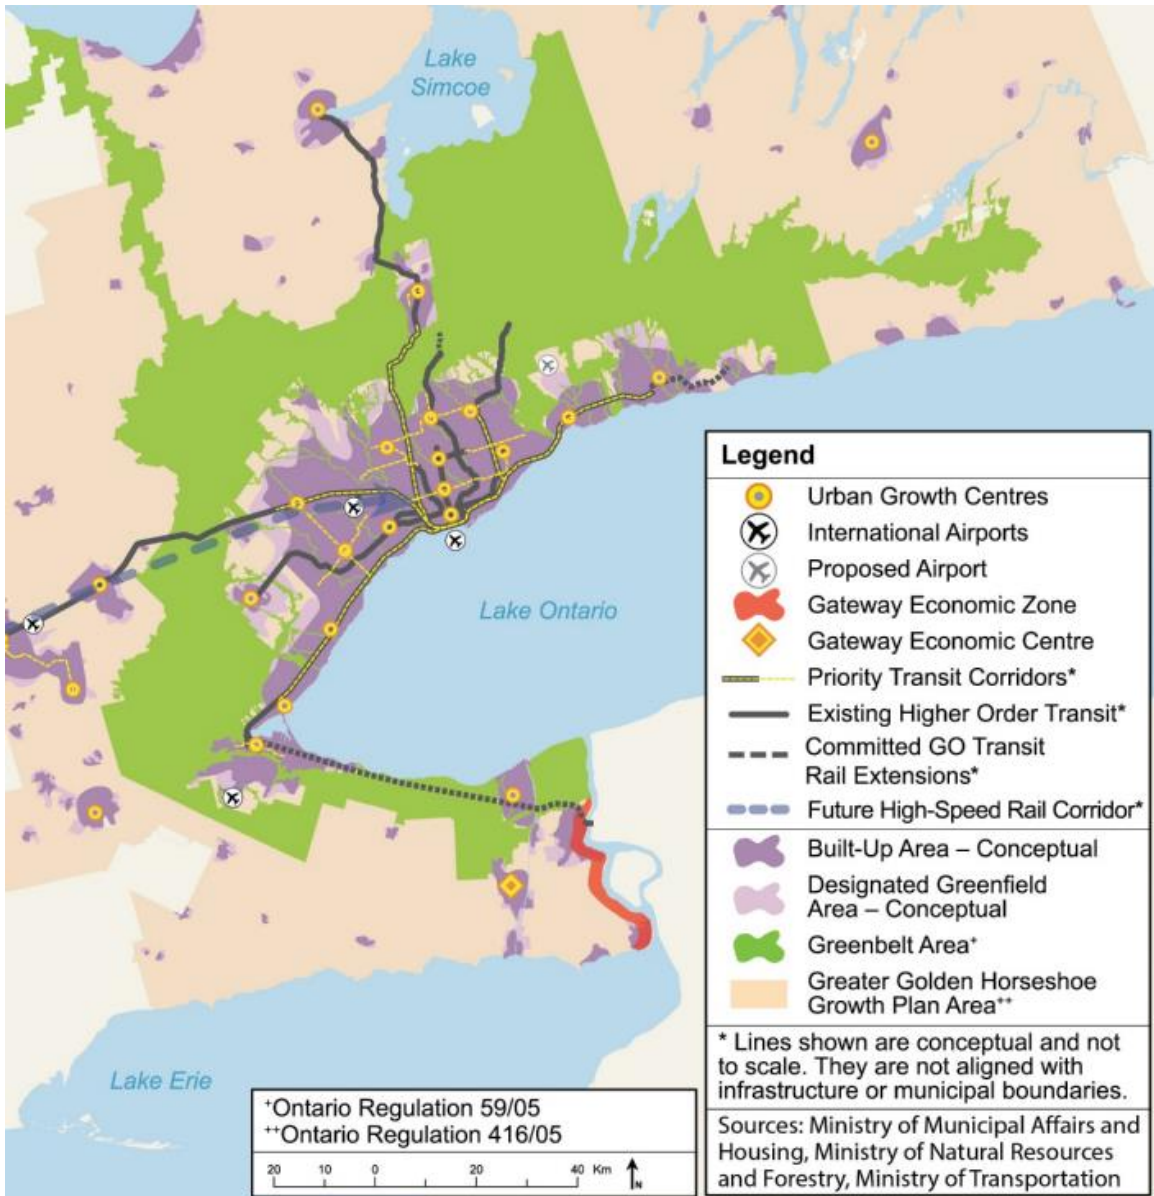 Lake
Simcoe
Lake Ontario
Lake Erie
Legend
Urban Growth Centres
International Airports
Proposed Airport
Gateway Economic Zone
Gateway Economic Centre
Priority Transit Corridors*
Existing Higher Order Transit*
Committed GO Transit
Rail Extensions*
Future High-Speed Rail Corridor*
Built-Up Area – Conceptual
Designated Greenfield
Area – Conceptual
Greenbelt Area⁺
Greater Golden Horseshoe
Growth Plan Area⁺⁺
* Lines shown are conceptual and not
to scale. They are not aligned with
infrastructure or municipal boundaries.
Sources: Ministry of Municipal Affairs and
Housing, Ministry of Natural Resources
and Forestry, Ministry of Transportation
⁺Ontario Regulation 59/05
⁺⁺Ontario Regulation 416/05
20 10 0 20 40 Km N